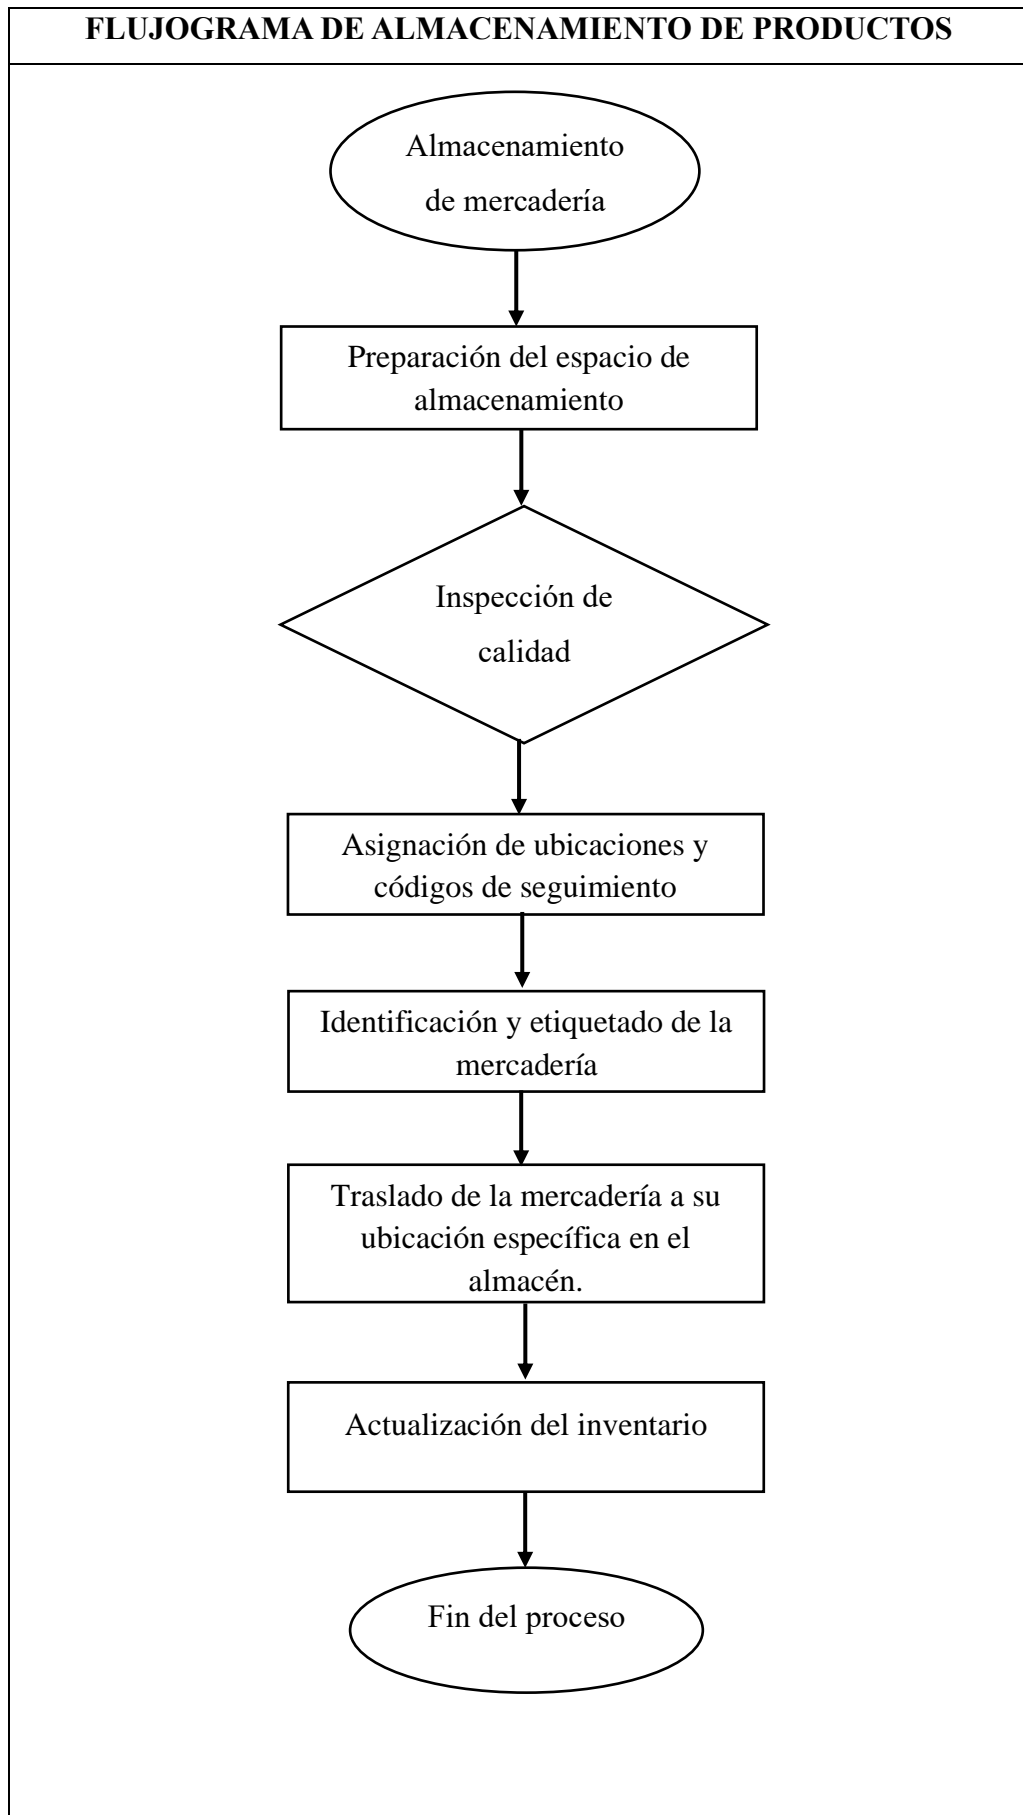 FLUJOGRAMA DE ALMACENAMIENTO DE PRODUCTOS
Almacenamiento
de mercadería
Preparación del espacio de
almacenamiento
Inspección de
calidad
Asignación de ubicaciones y
códigos de seguimiento
Identificación y etiquetado de la
mercadería
Traslado de la mercadería a su
ubicación específica en el
almacén.
Actualización del inventario
Fin del proceso